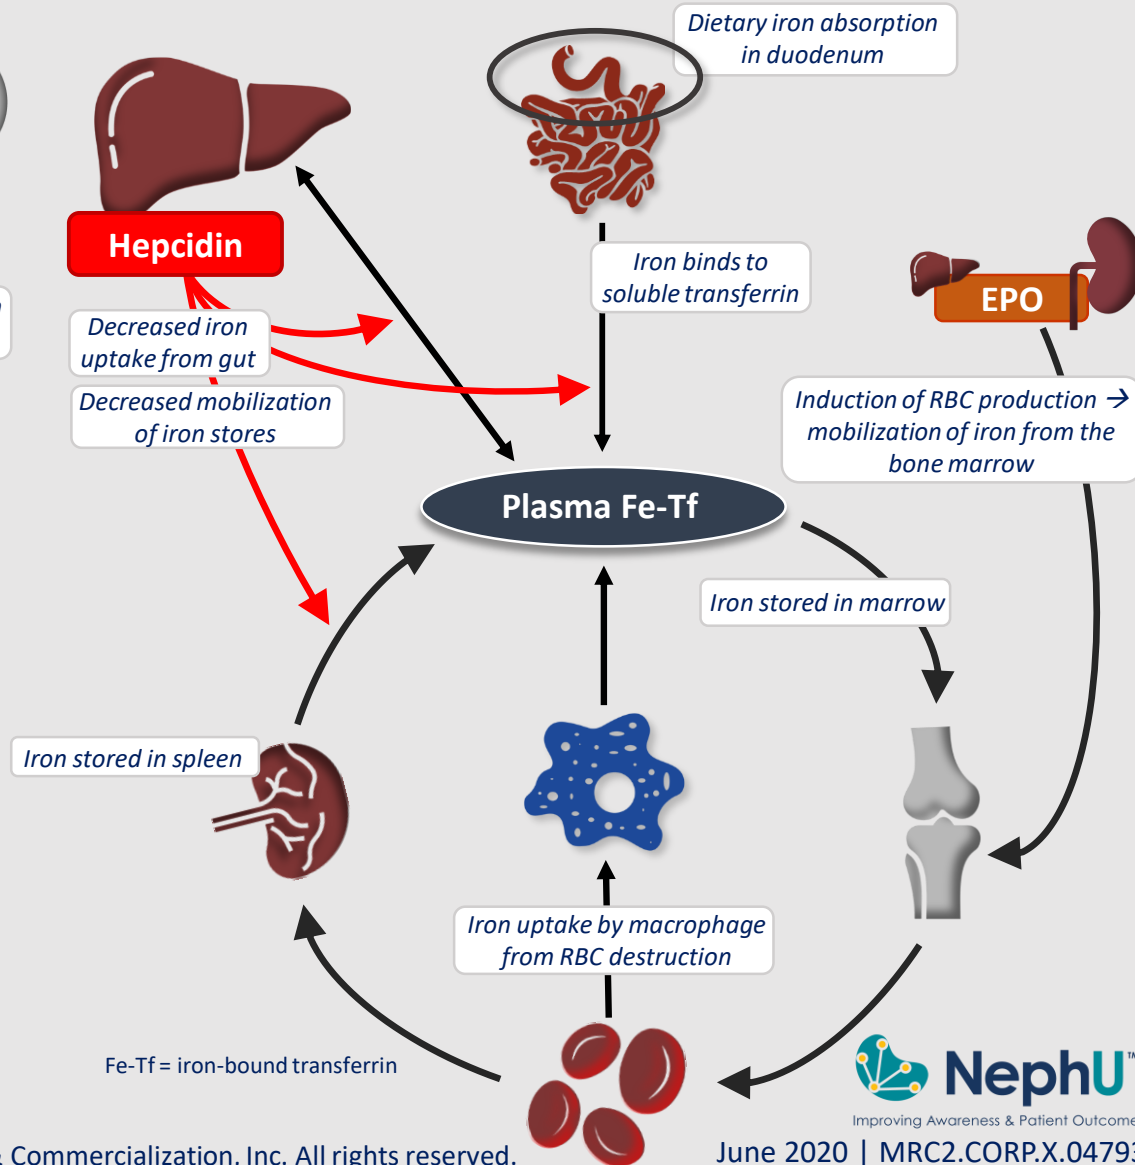 Dietary iron absorption
in duodenum
Hepcidin
Iron binds to
soluble transferrin
EPO
Decreased iron
uptake from gut
Decreased mobilization
of iron stores
Induction of RBC production →
mobilization of iron from the
bone marrow
Plasma Fe-Tf
Iron stored in marrow
Iron stored in spleen
Iron uptake by macrophage
from RBC destruction
Fe-Tf = iron-bound transferrin
NephU™
Improving Awareness & Patient Outcome
& Commercialization, Inc. All rights reserved.
June 2020 | MRC2.CORP.X.04793